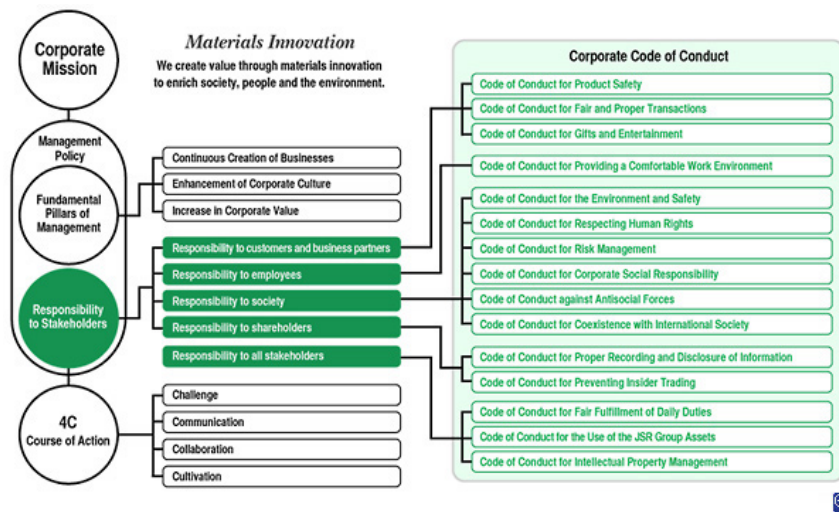 Corporate
Mission
Materials Innovation
We create value through materials innovation
to enrich society, people and the environment.
Management
Policy
Fundamental
Pillars of
Management
Continuous Creation of Businesses
Enhancement of Corporate Culture
Increase in Corporate Value
Responsibility
to Stakeholders
Responsibility to customers and business partners
Responsibility to employees
Responsibility to society
Responsibility to shareholders
Responsibility to all stakeholders
4C
Course of Action
Challenge
Communication
Collaboration
Cultivation
Corporate Code of Conduct
Code of Conduct for Product Safety
Code of Conduct for Fair and Proper Transactions
Code of Conduct for Gifts and Entertainment
Code of Conduct for Providing a Comfortable Work Environment
Code of Conduct for the Environment and Safety
Code of Conduct for Respecting Human Rights
Code of Conduct for Risk Management
Code of Conduct for Corporate Social Responsibility
Code of Conduct against Antisocial Forces
Code of Conduct for Coexistence with International Society
Code of Conduct for Proper Recording and Disclosure of Information
Code of Conduct for Preventing Insider Trading
Code of Conduct for Fair Fulfillment of Daily Duties
Code of Conduct for the Use of the JSR Group Assets
Code of Conduct for Intellectual Property Management